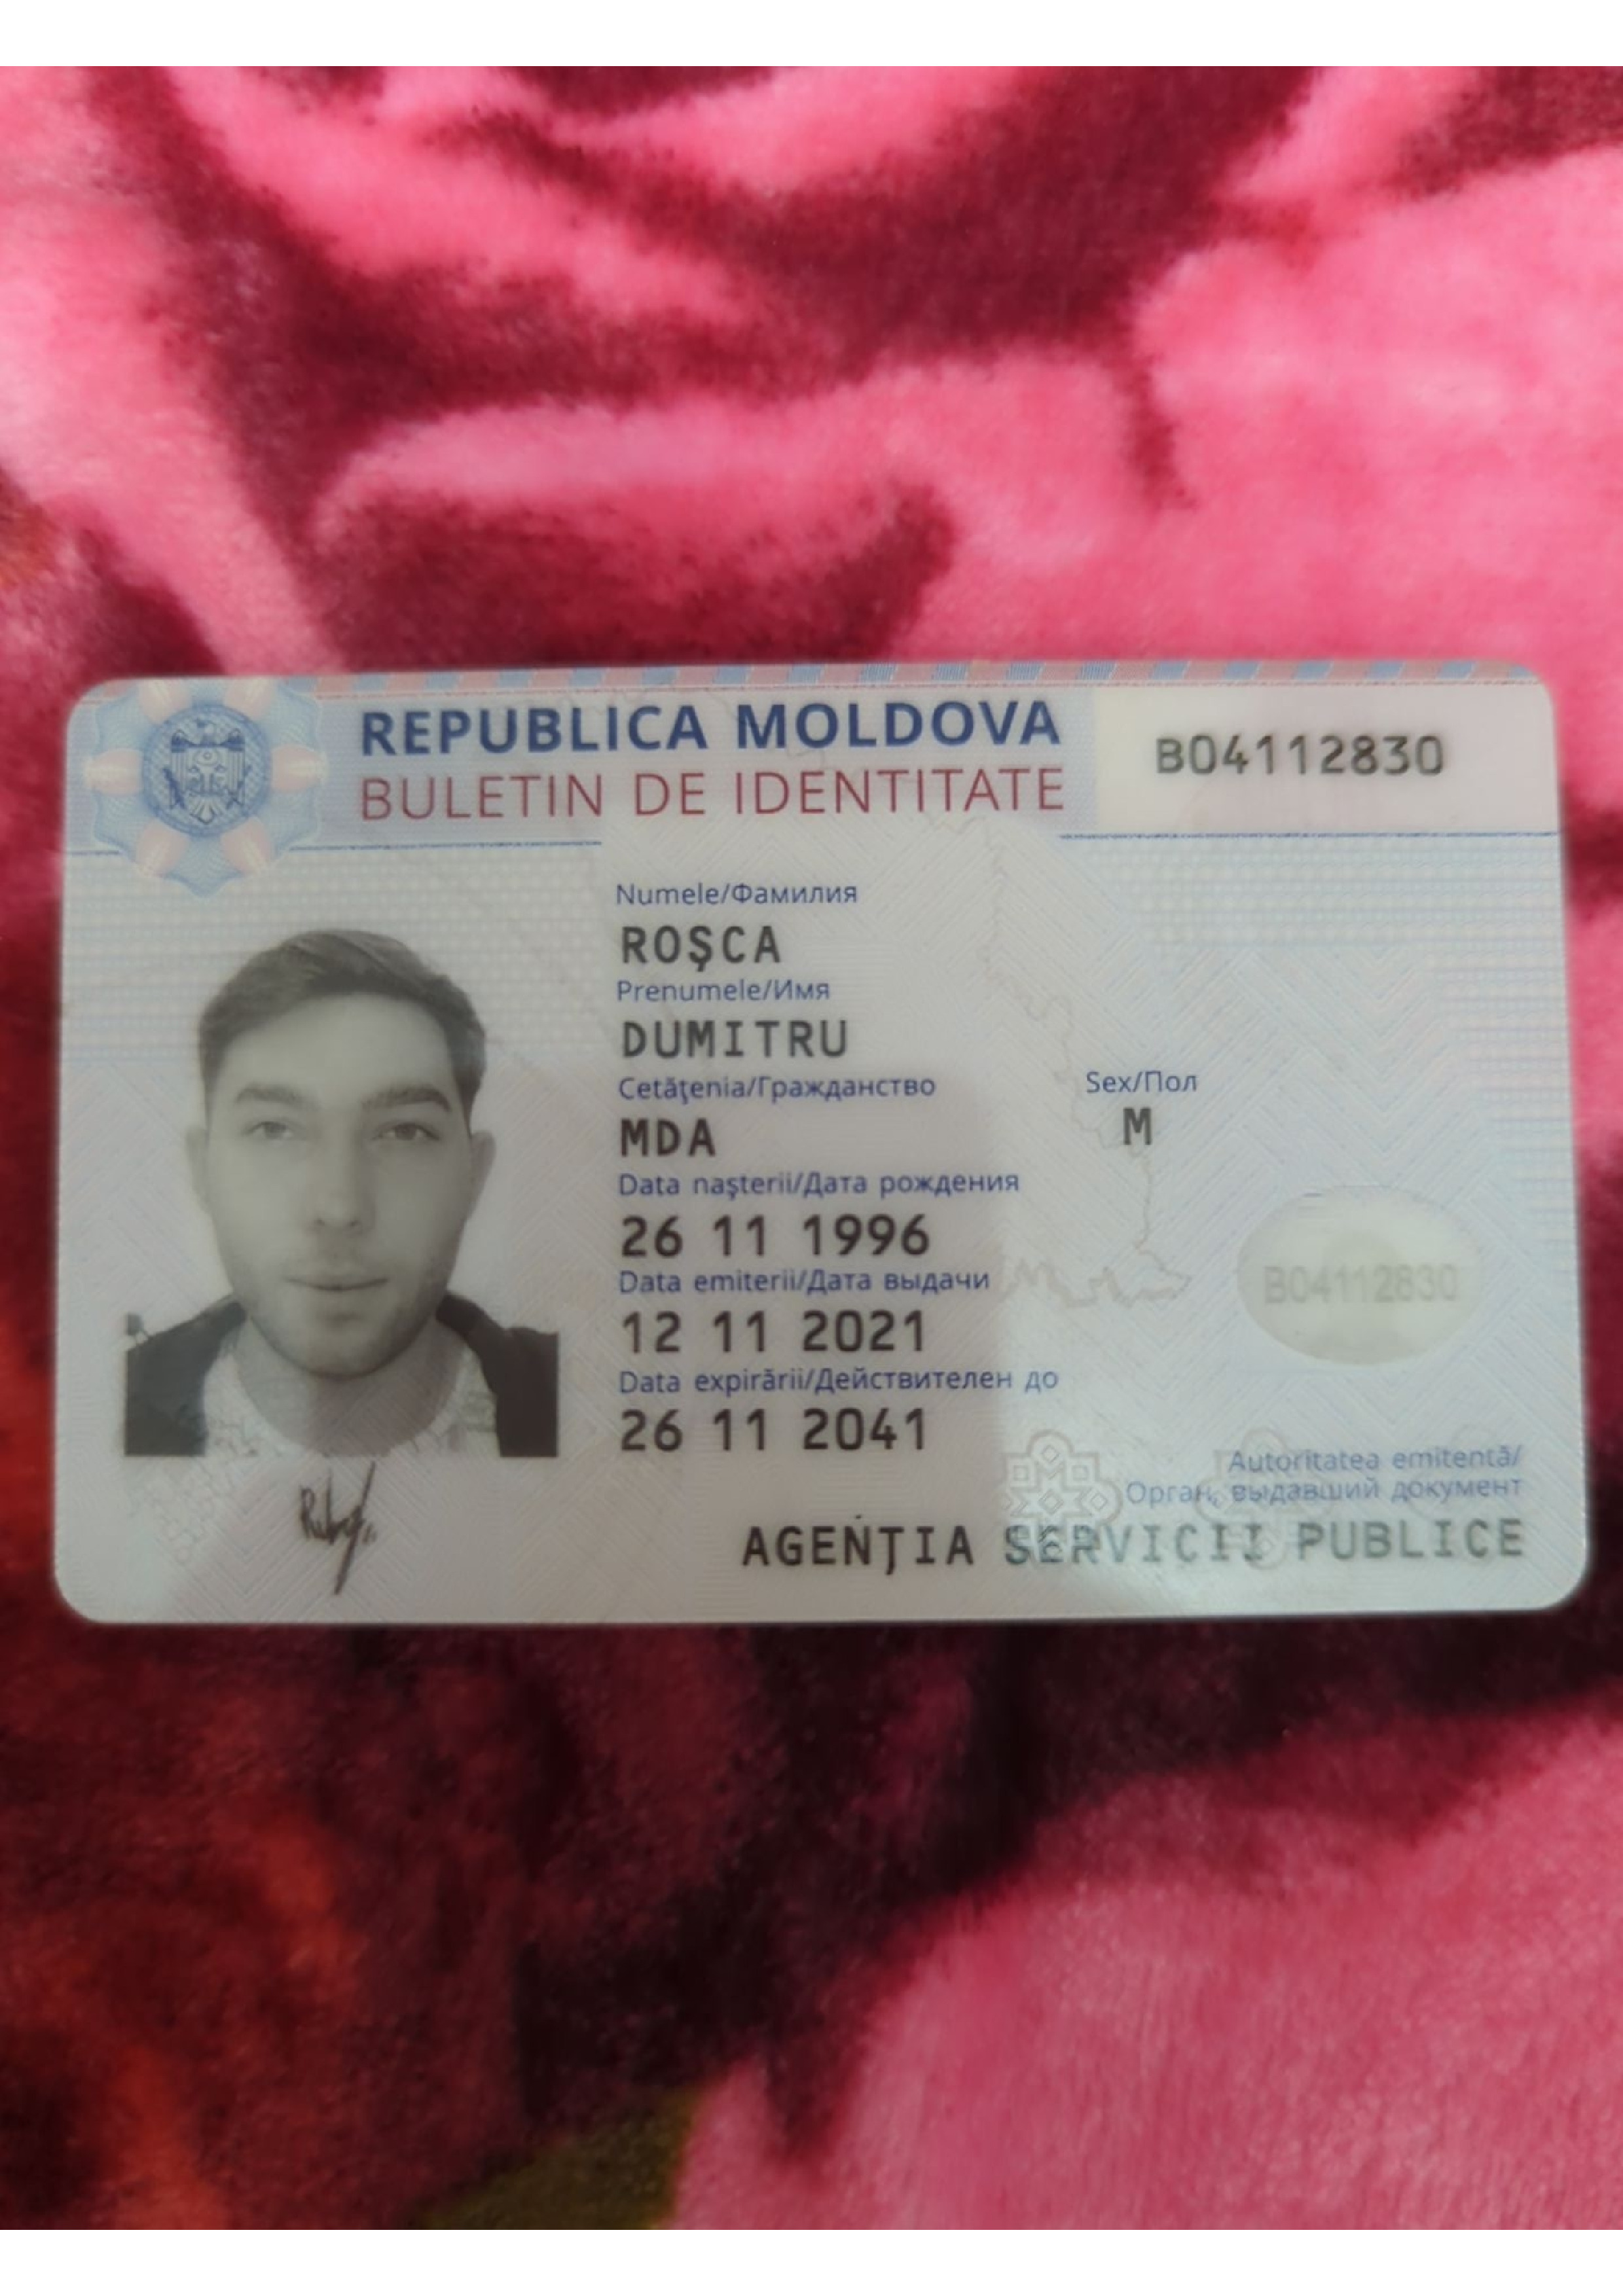 REPUBLICA MOLDOVA
BULETIN DE IDENTITATE
B04112830
Numele/Фамилия
ROŞCA
Prenumele/Имя
DUMITRU
Cetăţenia/Гражданство
MDA
Sex/Пол
M
Data naşterii/Дата рождения
26 11 1996
Data emiterii/Дата выдачи
12 11 2021
B04112830
Data expirării/Действителен до
26 11 2041
Autoritatea emitentă/
Орган, выдавший документ
AGENŢIA SERVICII PUBLICE